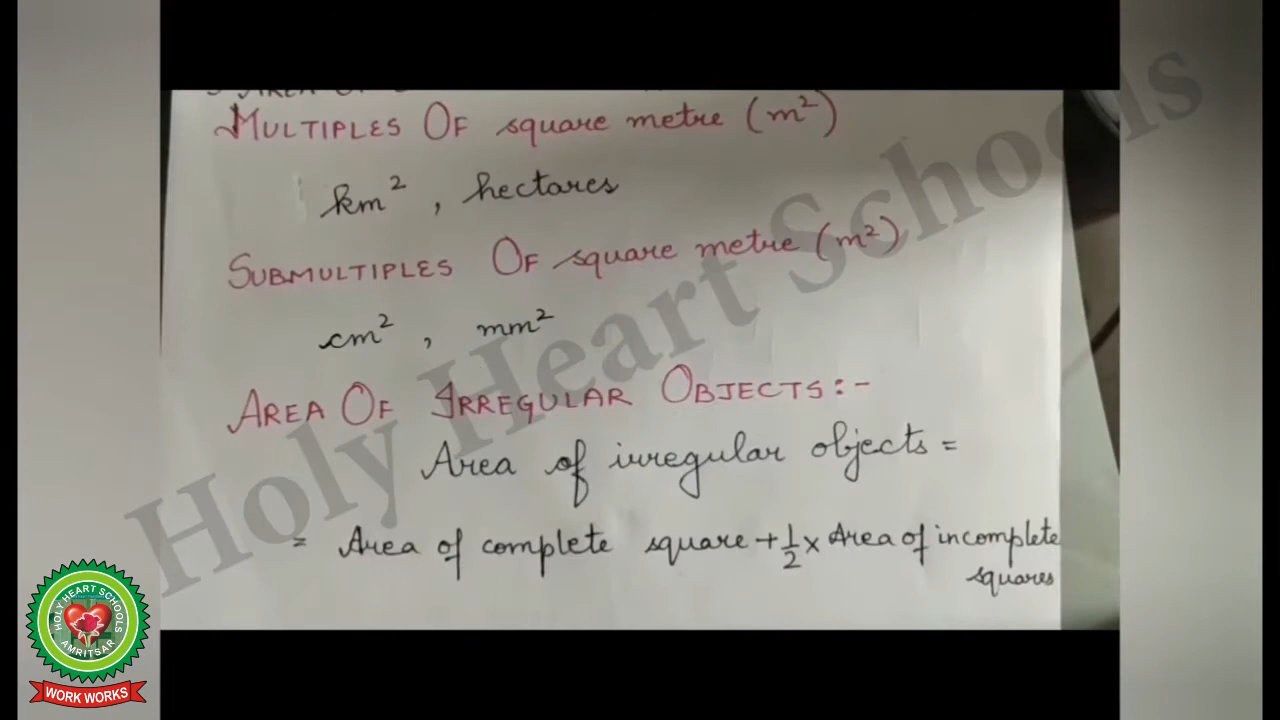 MULTIPLES OF square metre (m²)
km² , hectares
SUBMULTIPLES OF square metre (m²)
cm² , mm²
AREA OF IRREGULAR OBJECTS:-
Area of irregular objects =
= Area of complete square + 1/2 × Area of incomplete
squares
Holy Heart Schools
HOLY HEART SCHOOLS
AMRITSAR
WORK WORKS